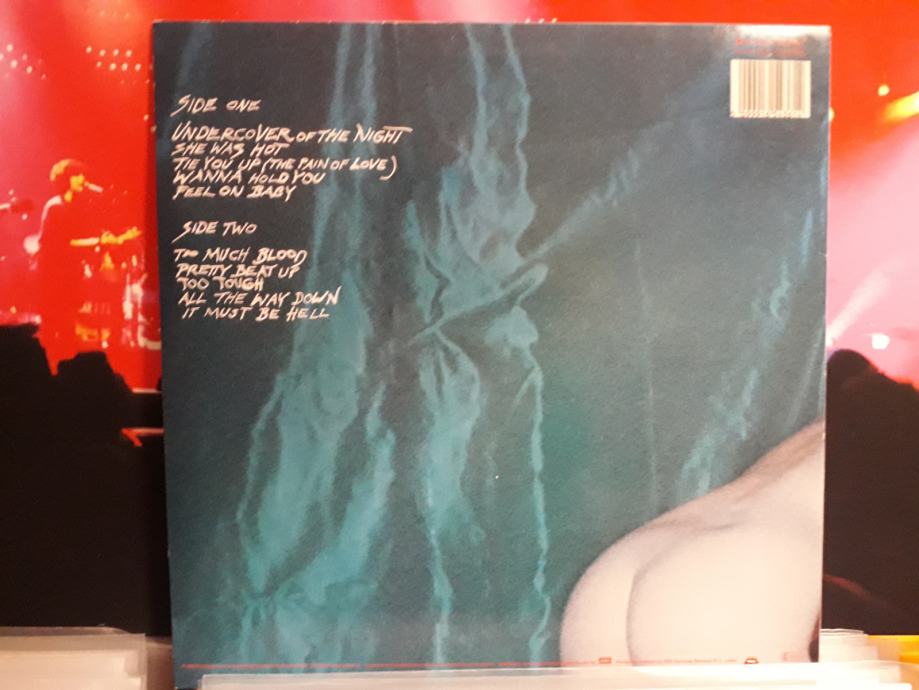 SIDE ONE
UNDERCOVER OF THE NIGHT
SHE WAS HOT
TIE YOU UP (THE PAIN OF LOVE)
WANNA HOLD YOU
FEEL ON BABY
SIDE TWO
TOO MUCH BLOOD
PRETTY BEAT UP
TOO TOUGH
ALL THE WAY DOWN
IT MUST BE HELL